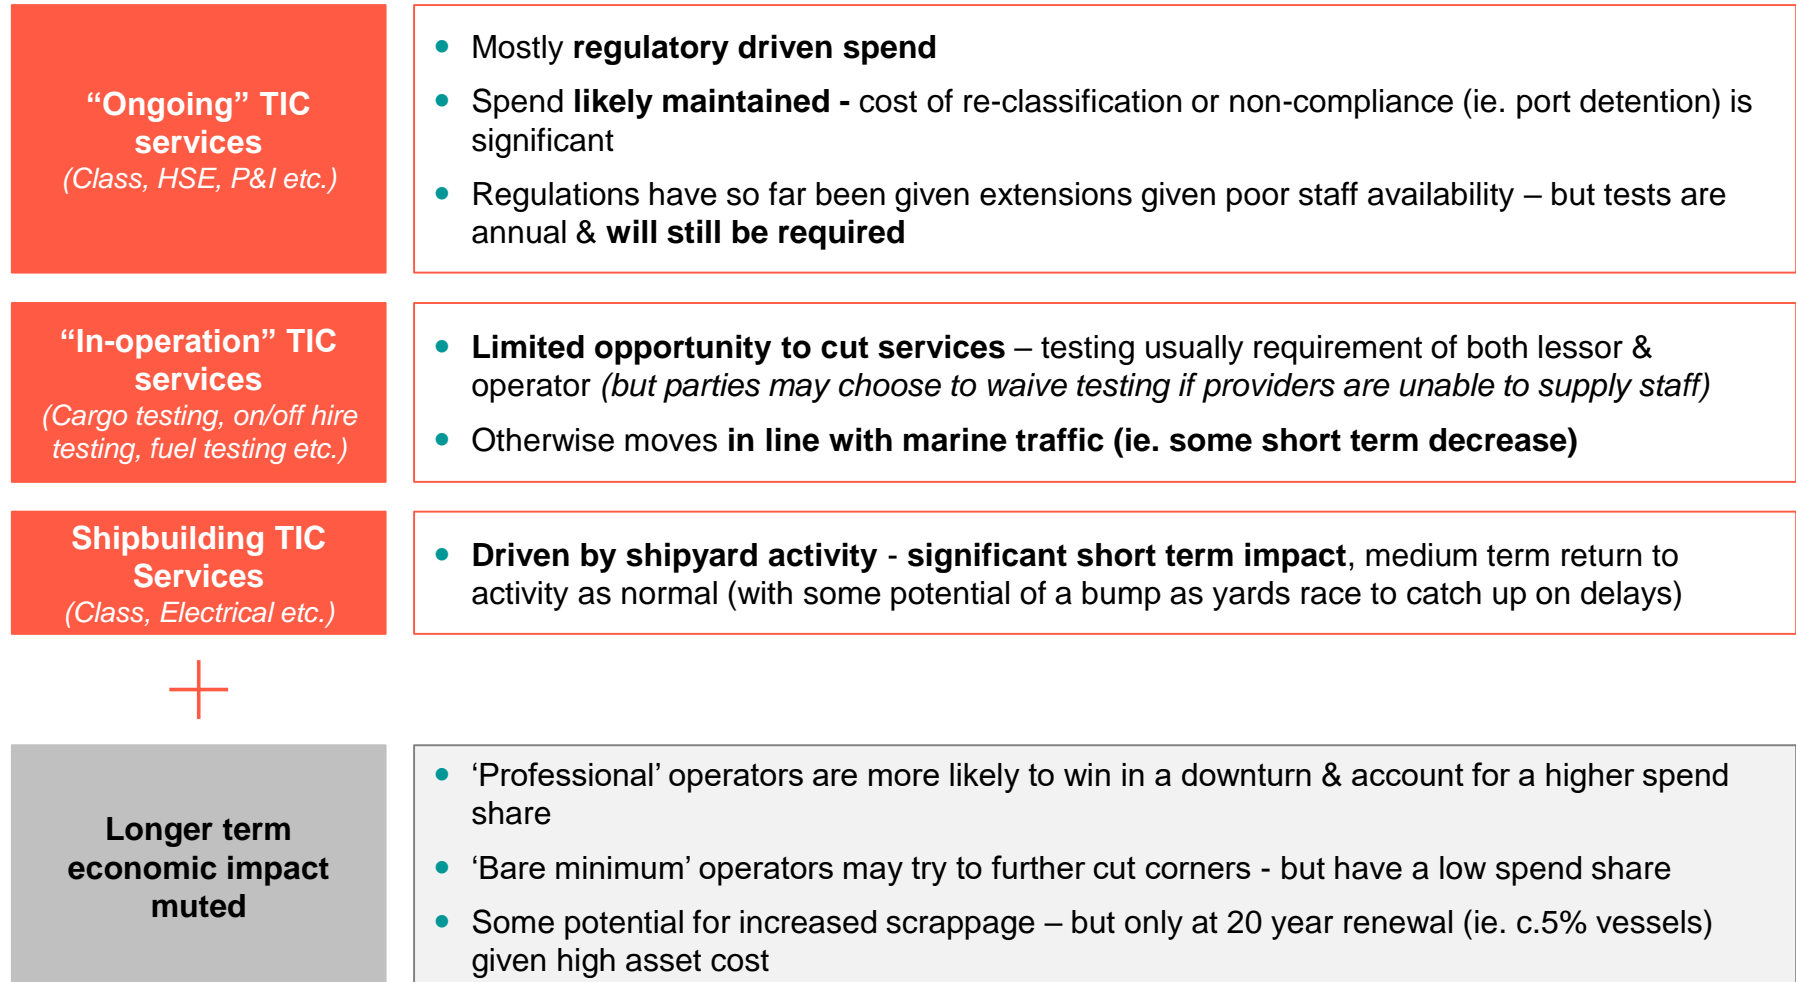 “Ongoing” TIC
services
(Class, HSE, P&I etc.)
• Mostly regulatory driven spend
• Spend likely maintained - cost of re-classification or non-compliance (ie. port detention) is
significant
• Regulations have so far been given extensions given poor staff availability – but tests are
annual & will still be required
“In-operation” TIC
services
(Cargo testing, on/off hire
testing, fuel testing etc.)
• Limited opportunity to cut services – testing usually requirement of both lessor &
operator (but parties may choose to waive testing if providers are unable to supply staff)
• Otherwise moves in line with marine traffic (ie. some short term decrease)
Shipbuilding TIC
Services
(Class, Electrical etc.)
• Driven by shipyard activity - significant short term impact, medium term return to
activity as normal (with some potential of a bump as yards race to catch up on delays)
Longer term
economic impact
muted
• ‘Professional’ operators are more likely to win in a downturn & account for a higher spend
share
• ‘Bare minimum’ operators may try to further cut corners - but have a low spend share
• Some potential for increased scrappage – but only at 20 year renewal (ie. c.5% vessels)
given high asset cost